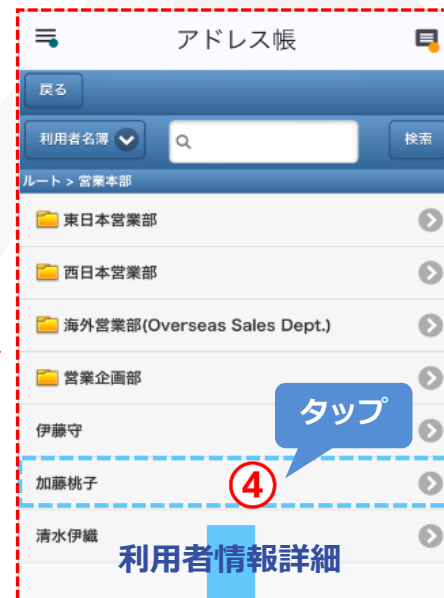 アドレス帳
戻る
利用者名簿
検索
ルート > 営業本部
東日本営業部
西日本営業部
海外営業部(Overseas Sales Dept.)
営業企画部
タップ
伊藤守
加藤桃子
④
清水伊織
利用者情報詳細